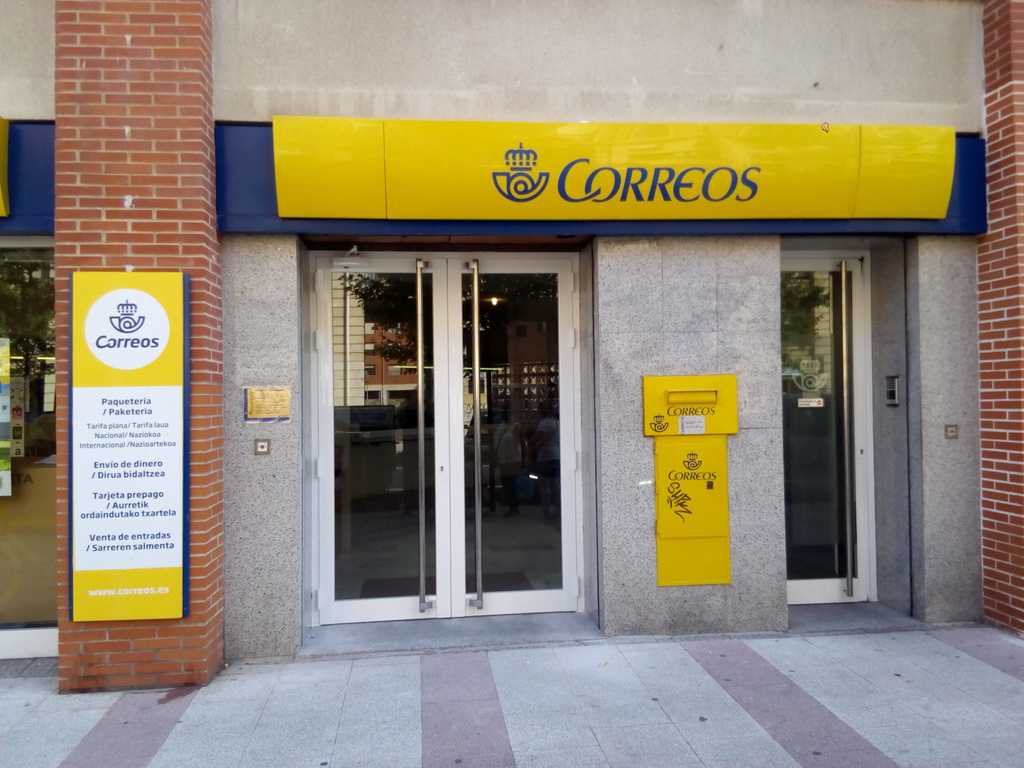 CORREOS
Correos
Paquetería
/ Paketeria
Tarifa plana/ Tarifa laua
Nacional/ Naziokoa
Internacional /Nazioartekoa
Envío de dinero
/ Dirua bidaltzea
Tarjeta prepago
/ Aurretik
ordaindutako txartela
Venta de entradas
/ Sarreren salmenta
www.correos.es
CORREOS
CORREOS